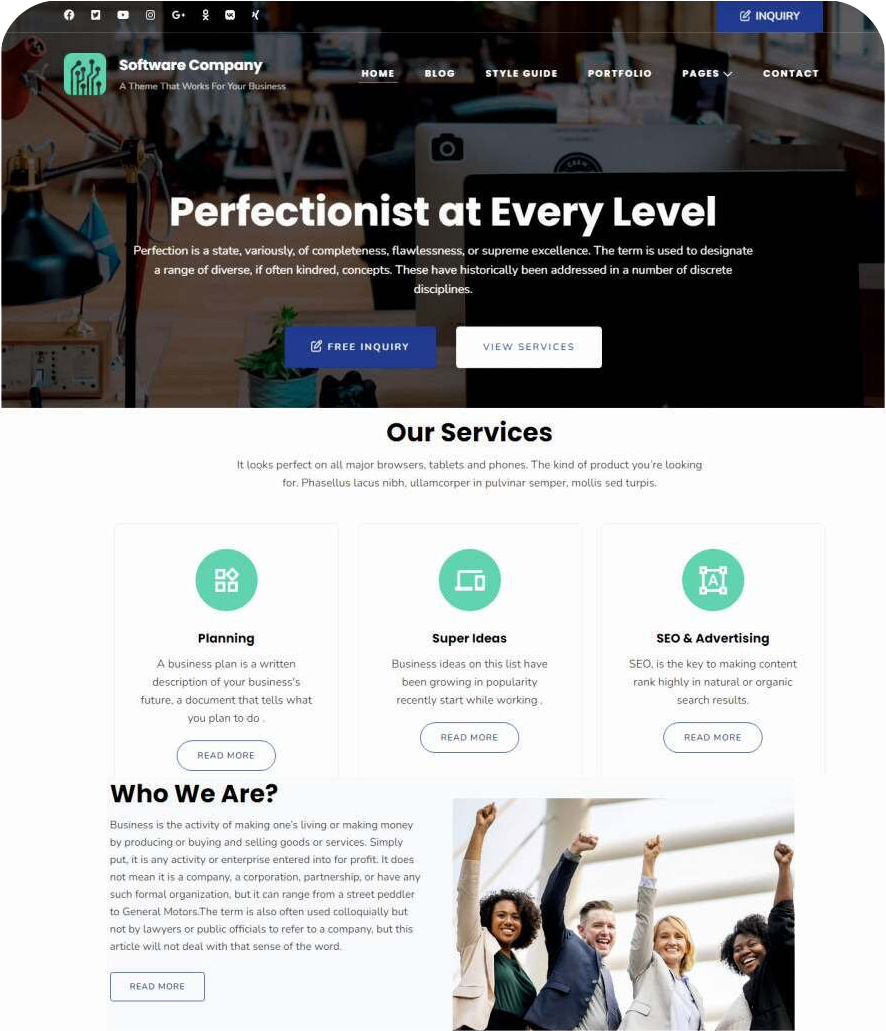 INQUIRY
Software Company
A Theme That Works For Your Business
HOME BLOG STYLE GUIDE PORTFOLIO PAGES CONTACT
Perfectionist at Every Level
Perfection is a state, variously, of completeness, flawlessness, or supreme excellence. The term is used to designate
a range of diverse, if often kindred, concepts. These have historically been addressed in a number of discrete
disciplines.
FREE INQUIRY
VIEW SERVICES
Our Services
It looks perfect on all major browsers, tablets and phones. The kind of product you're looking
for. Phasellus lacus nibh, ullamcorper in pulvinar semper, mollis sed turpis.
Planning
A business plan is a written
description of your business's
future, a document that tells what
you plan to do .
READ MORE
Super Ideas
Business ideas on this list have
been growing in popularity
recently start while working .
READ MORE
SEO & Advertising
SEO, is the key to making content
rank highly in natural or organic
search results.
READ MORE
Who We Are?
Business is the activity of making one's living or making money
by producing or buying and selling goods or services. Simply
put, it is any activity or enterprise entered into for profit. It does
not mean it is a company, a corporation, partnership, or have any
such formal organization, but it can range from a street peddler
to General Motors.The term is also often used colloquially but
not by lawyers or public officials to refer to a company, but this
article will not deal with that sense of the word.
READ MORE